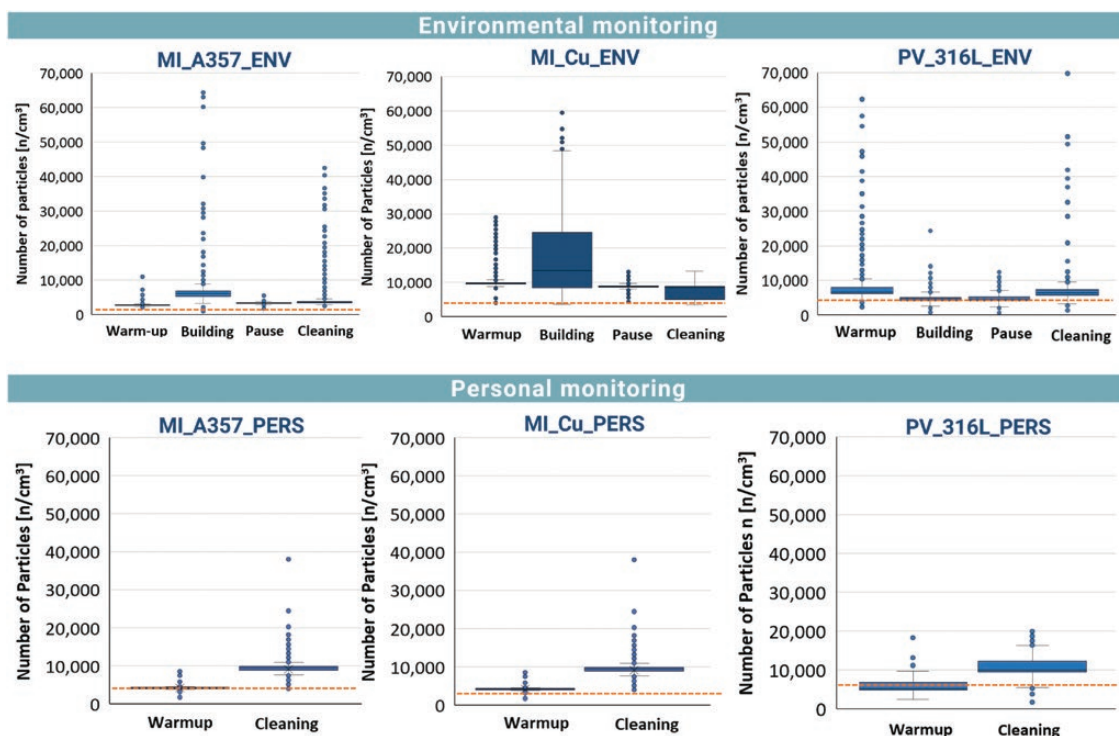 Environmental monitoring
MI_A357_ENV
Number of particles [n/cm³]
70,000
60,000
50,000
40,000
30,000
20,000
10,000
0
Warm-up Building Pause Cleaning
MI_Cu_ENV
Number of Particles [n/cm³]
70,000
60,000
50,000
40,000
30,000
20,000
10,000
0
Warmup Building Pause Cleaning
PV_316L_ENV
Number of particles [n/cm³]
70,000
60,000
50,000
40,000
30,000
20,000
10,000
0
Warmup Building Pause Cleaning
Personal monitoring
MI_A357_PERS
Number of Particles [n/cm³]
70,000
60,000
50,000
40,000
30,000
20,000
10,000
0
Warmup Cleaning
MI_Cu_PERS
Number of Particles [n/cm³]
70,000
60,000
50,000
40,000
30,000
20,000
10,000
0
Warmup Cleaning
PV_316L_PERS
Number of Particles n [n/cm³]
70,000
60,000
50,000
40,000
30,000
20,000
10,000
0
Warmup Cleaning